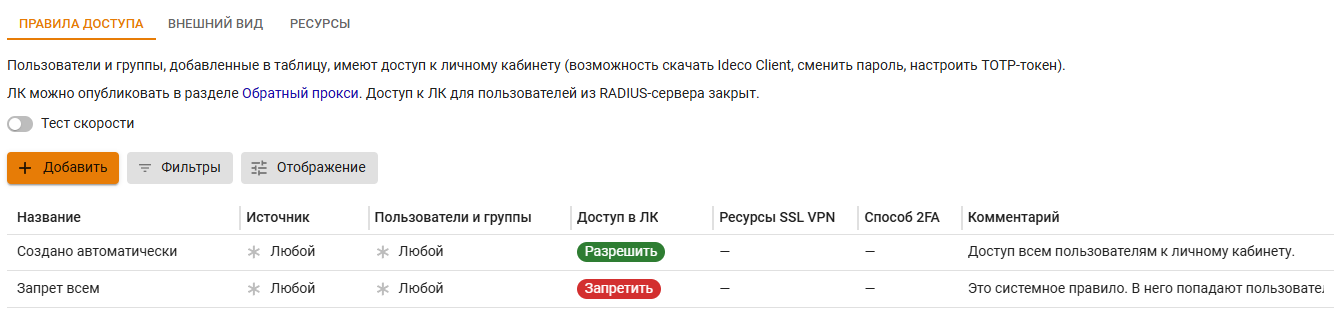 ПРАВИЛА ДОСТУПА ВНЕШНИЙ ВИД РЕСУРСЫ
Пользователи и группы, добавленные в таблицу, имеют доступ к личному кабинету (возможность скачать Ideco Client, сменить пароль, настроить TOTP-токен).
ЛК можно опубликовать в разделе Обратный прокси. Доступ к ЛК для пользователей из RADIUS-сервера закрыт.
Тест скорости
+ Добавить Фильтры Отображение
Название Источник Пользователи и группы Доступ в ЛК Ресурсы SSL VPN Способ 2FA Комментарий
Создано автоматически Любой Любой Разрешить — — Доступ всем пользователям к личному кабинету.
Запрет всем Любой Любой Запретить — — Это системное правило. В него попадают